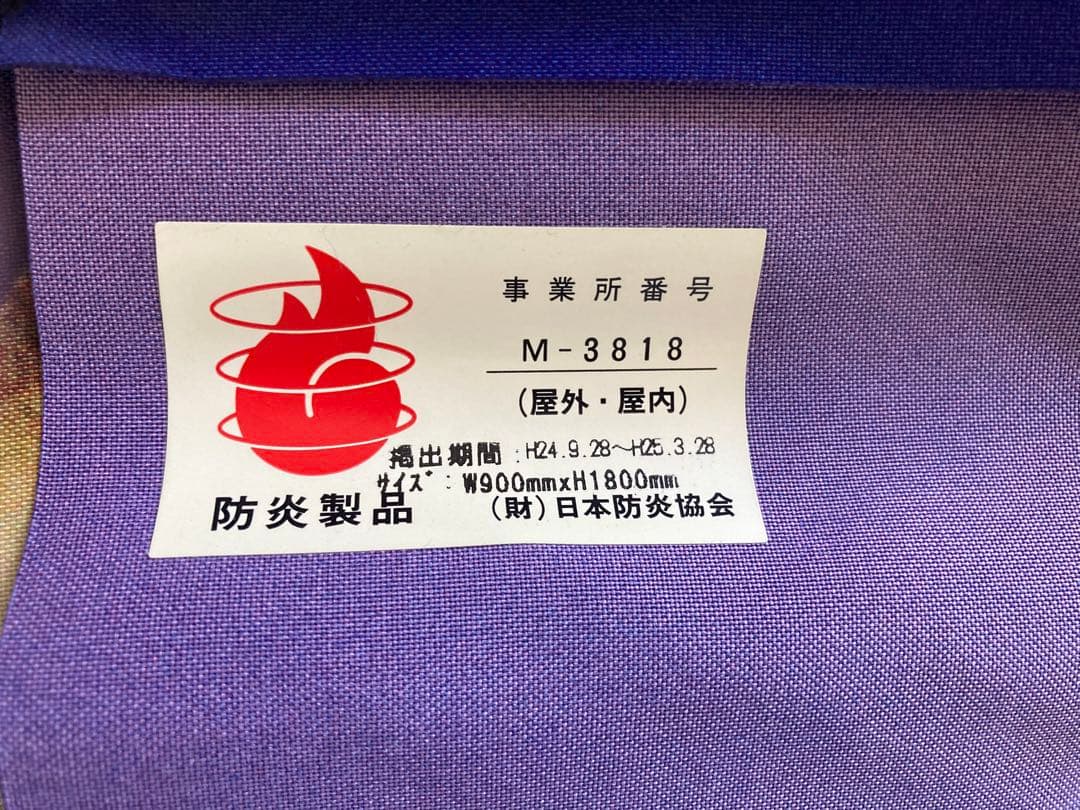 事業所番号
M-3818
(屋外・屋内)
掲出期間:H24.9.28～H25.3.28
サイズ:W900mmxH1800mm
防炎製品
(財)日本防炎協会